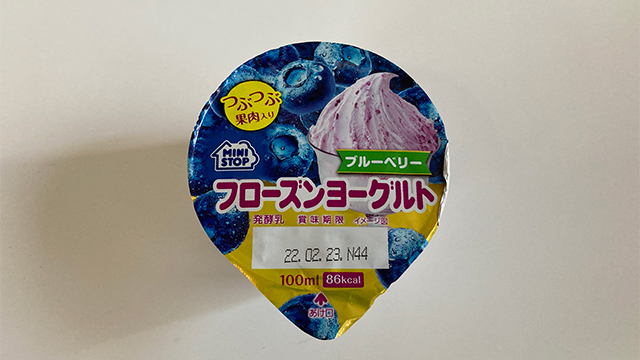 つぶつぶ
果肉入り
MINI
STOP
ブルーベリー
フローズンヨーグルト
発酵乳 賞味期限 イメージ図
22. 02. 23. N44
100ml 86kcal
あけ口